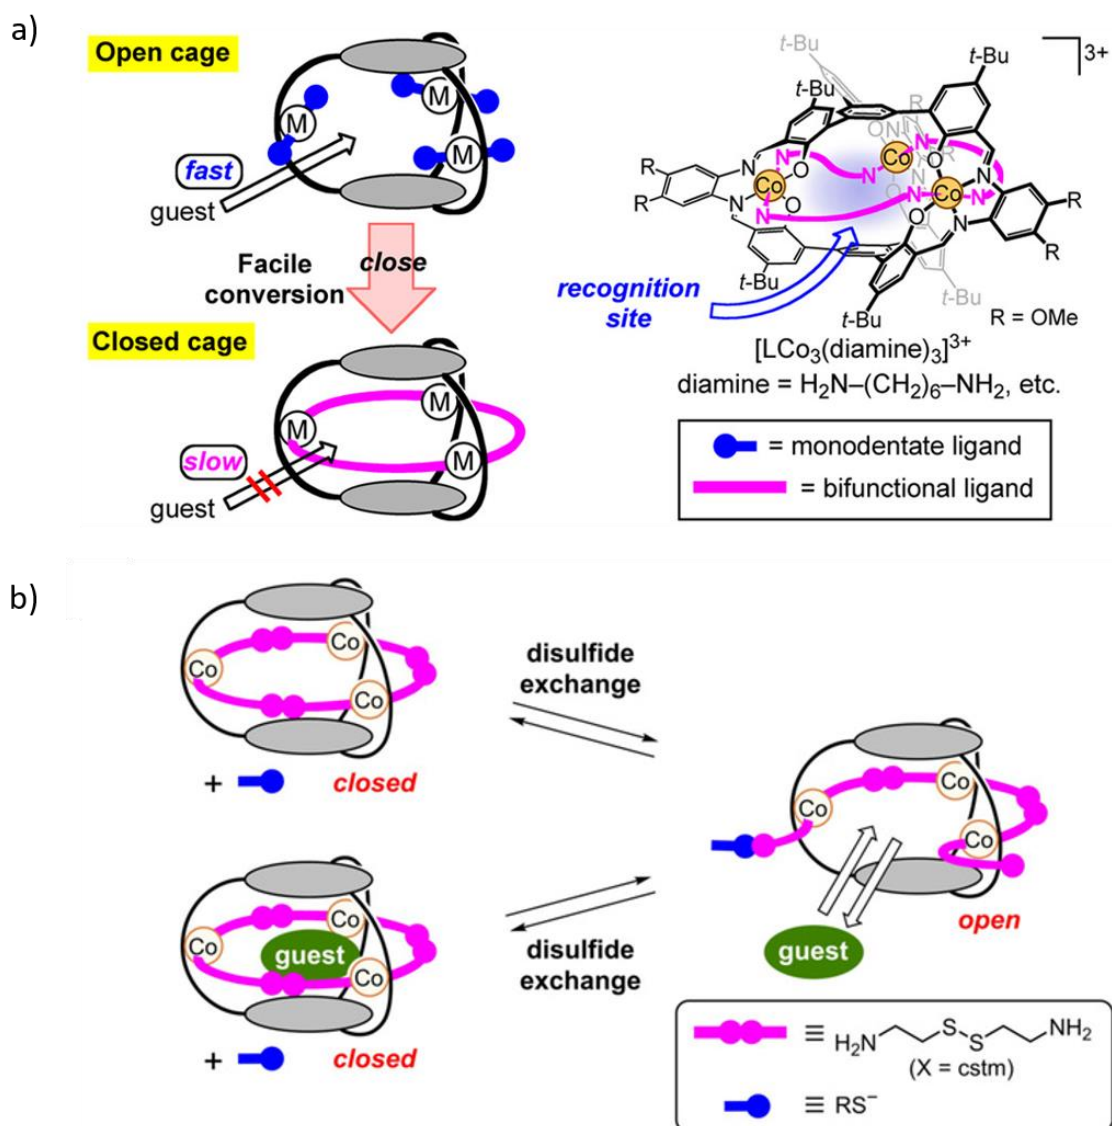 a)
Open cage
M
M
M
fast
guest
Facile
conversion
close
Closed cage
M
M
M
slow
guest
3+
t-Bu
t-Bu
t-Bu
R
R
N
N
Co
O
O
N
N
N
Co
O
N
O
R
R
N
N
Co
N
N
O
O
N
N
R
R
t-Bu
t-Bu
t-Bu
recognition
site
R = OMe
[LCo₃(diamine)₃]³⁺
diamine = H₂N–(CH₂)₆–NH₂, etc.
= monodentate ligand
= bifunctional ligand
b)
Co
Co
Co
+
closed
disulfide
exchange
Co
Co
Co
open
guest
Co
Co
guest
Co
+
closed
disulfide
exchange
≡ H₂N S S NH₂
(X = cstm)
≡ RS⁻